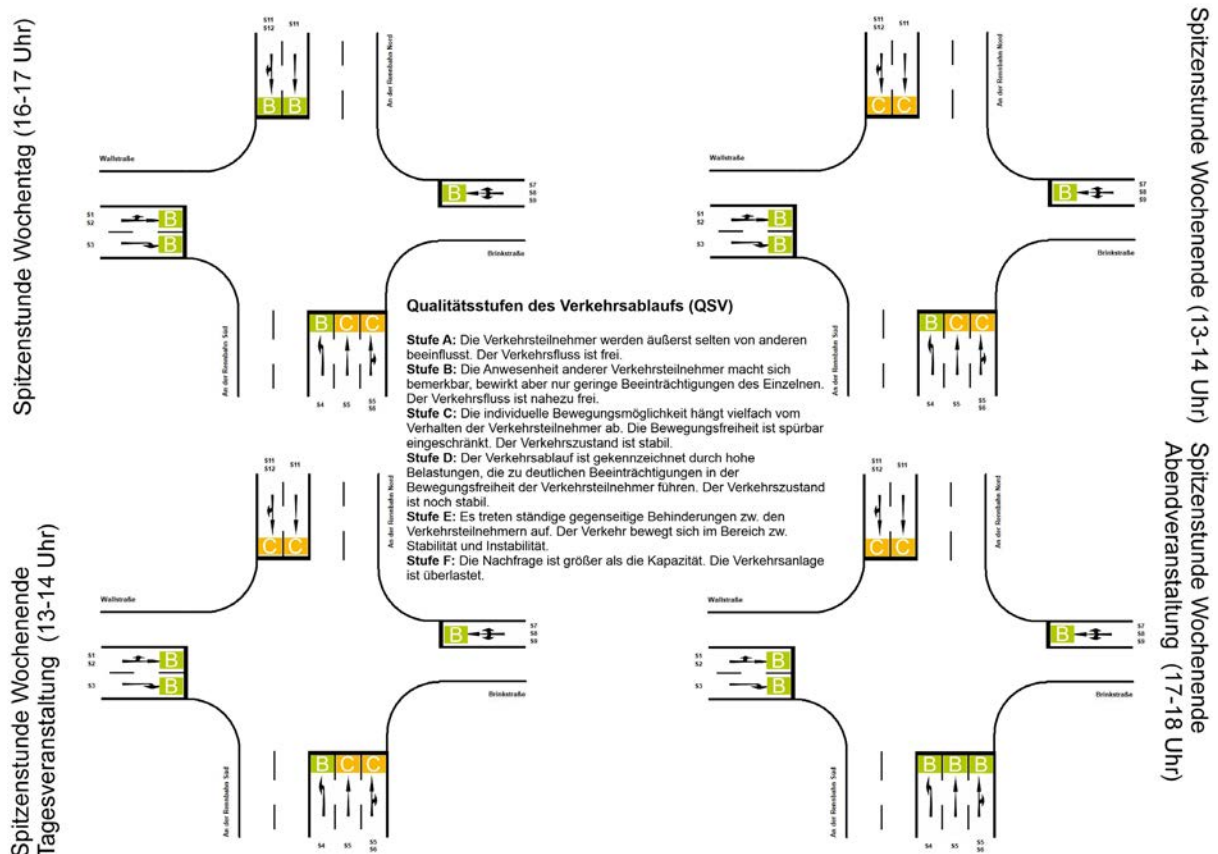 Spitzenstunde Wochentag (16-17 Uhr)
S11
S12
S11
B B
An der Rennbahn Nord
Wallstraße
S1
S2
B
S3
B
B
S7
S8
S9
Brinkstraße
An der Rennbahn Süd
B C C
S4
S5
S5
S6
Spitzenstunde Wochenende (13-14 Uhr)
S11
S12
S11
C C
An der Rennbahn Nord
Wallstraße
S1
S2
B
S3
B
B
S7
S8
S9
Brinkstraße
An der Rennbahn Süd
B C C
S4
S5
S5
S6
Qualitätsstufen des Verkehrsablaufs (QSV)
Stufe A: Die Verkehrsteilnehmer werden äußerst selten von anderen
beeinflusst. Der Verkehrsfluss ist frei.
Stufe B: Die Anwesenheit anderer Verkehrsteilnehmer macht sich
bemerkbar, bewirkt aber nur geringe Beeinträchtigungen des Einzelnen.
Der Verkehrsfluss ist nahezu frei.
Stufe C: Die individuelle Bewegungsmöglichkeit hängt vielfach vom
Verhalten der Verkehrsteilnehmer ab. Die Bewegungsfreiheit ist spürbar
eingeschränkt. Der Verkehrszustand ist stabil.
Stufe D: Der Verkehrsablauf ist gekennzeichnet durch hohe
Belastungen, die zu deutlichen Beeinträchtigungen in der
Bewegungsfreiheit der Verkehrsteilnehmer führen. Der Verkehrszustand
ist noch stabil.
Stufe E: Es treten ständige gegenseitige Behinderungen zw. den
Verkehrsteilnehmern auf. Der Verkehr bewegt sich im Bereich zw.
Stabilität und Instabilität.
Stufe F: Die Nachfrage ist größer als die Kapazität. Die Verkehrsanlage
ist überlastet.
Spitzenstunde Wochenende
Tagesveranstaltung (13-14 Uhr)
S11
S12
S11
C C
An der Rennbahn Nord
Wallstraße
S1
S2
B
S3
B
B
S7
S8
S9
Brinkstraße
An der Rennbahn Süd
B C C
S4
S5
S5
S6
Spitzenstunde Wochenende
Abendveranstaltung (17-18 Uhr)
S11
S12
S11
C C
An der Rennbahn Nord
Wallstraße
S1
S2
B
S3
B
B
S7
S8
S9
Brinkstraße
An der Rennbahn Süd
B B B
S4
S5
S5
S6